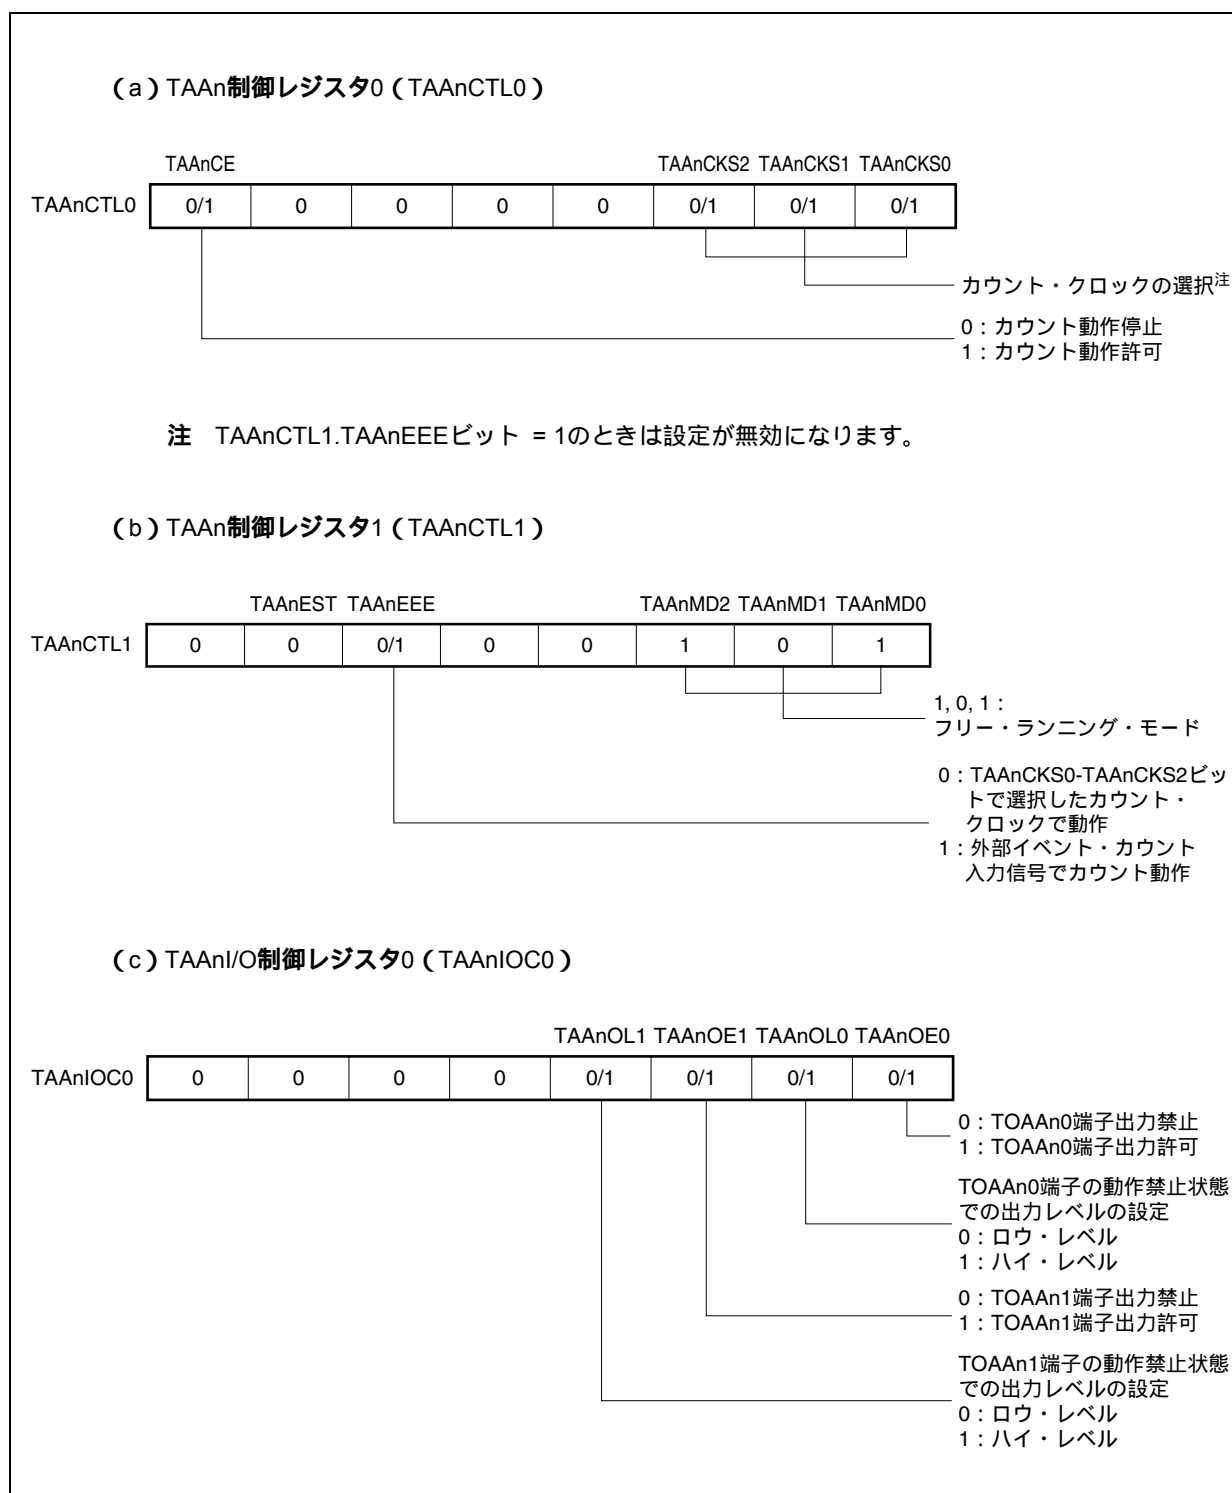 (a)TAAn制御レジスタ0(TAAnCTL0)
TAAnCE TAAnCKS2 TAAnCKS1 TAAnCKS0
TAAnCTL0 0/1 0 0 0 0 0/1 0/1 0/1
カウント・クロックの選択注
0:カウント動作停止
1:カウント動作許可
注 TAAnCTL1.TAAnEEEビット = 1のときは設定が無効になります。
(b)TAAn制御レジスタ1(TAAnCTL1)
TAAnEST TAAnEEE TAAnMD2 TAAnMD1 TAAnMD0
TAAnCTL1 0 0 0/1 0 0 1 0 1
1, 0, 1:
フリー・ランニング・モード
0:TAAnCKS0-TAAnCKS2ビッ
トで選択したカウント・
クロックで動作
1:外部イベント・カウント
入力信号でカウント動作
(c)TAAnI/O制御レジスタ0(TAAnIOC0)
TAAnOL1 TAAnOE1 TAAnOL0 TAAnOE0
TAAnIOC0 0 0 0 0 0/1 0/1 0/1 0/1
0:TOAAn0端子出力禁止
1:TOAAn0端子出力許可
TOAAn0端子の動作禁止状態
での出力レベルの設定
0:ロウ・レベル
1:ハイ・レベル
0:TOAAn1端子出力禁止
1:TOAAn1端子出力許可
TOAAn1端子の動作禁止状態
での出力レベルの設定
0:ロウ・レベル
1:ハイ・レベル